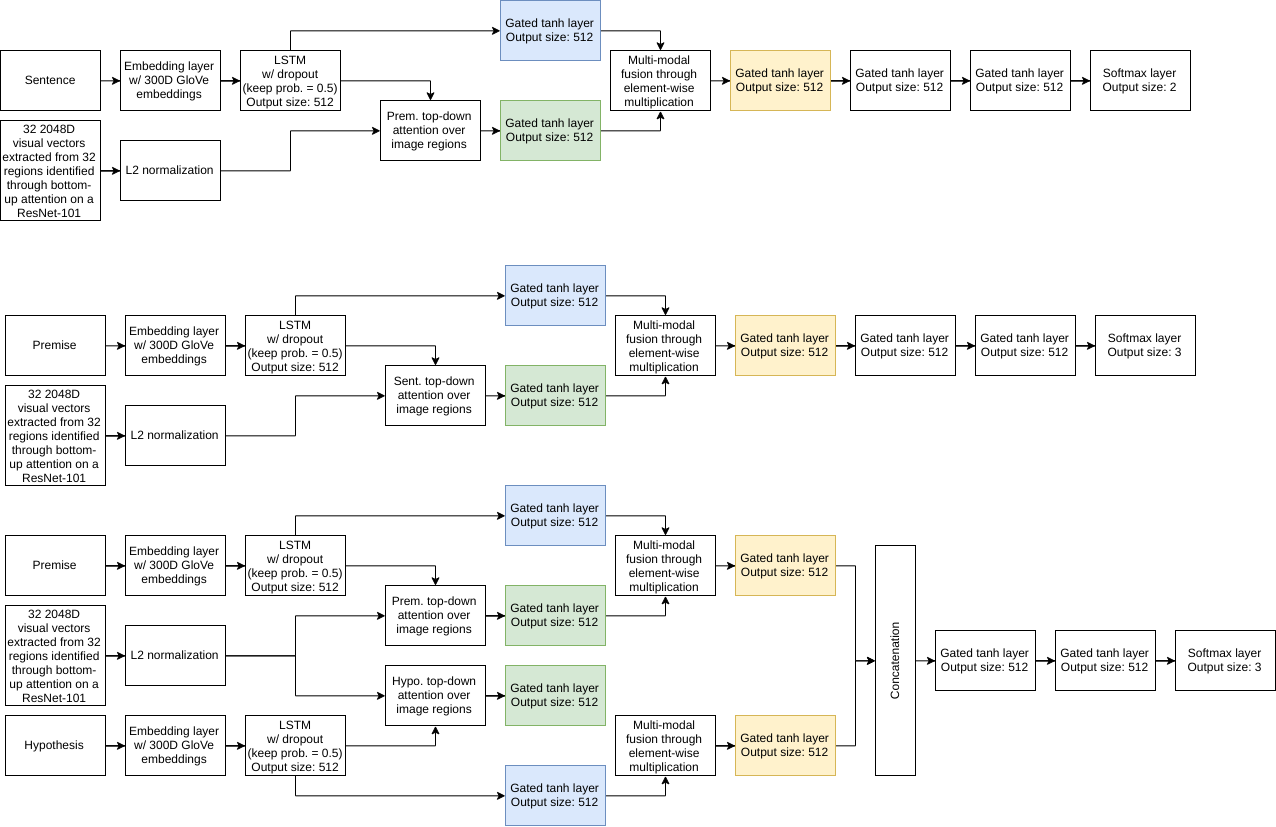 Sentence
Embedding layer
w/ 300D GloVe
embeddings
LSTM
w/ dropout
(keep prob. = 0.5)
Output size: 512
Gated tanh layer
Output size: 512
Prem. top-down
attention over
image regions
Gated tanh layer
Output size: 512
Multi-modal
fusion through
element-wise
multiplication
Gated tanh layer
Output size: 512
Gated tanh layer
Output size: 512
Gated tanh layer
Output size: 512
Softmax layer
Output size: 2
32 2048D
visual vectors
extracted from 32
regions identified
through bottom-
up attention on a
ResNet-101
L2 normalization
Premise
Embedding layer
w/ 300D GloVe
embeddings
LSTM
w/ dropout
(keep prob. = 0.5)
Output size: 512
Gated tanh layer
Output size: 512
Sent. top-down
attention over
image regions
Gated tanh layer
Output size: 512
Multi-modal
fusion through
element-wise
multiplication
Gated tanh layer
Output size: 512
Gated tanh layer
Output size: 512
Gated tanh layer
Output size: 512
Softmax layer
Output size: 3
32 2048D
visual vectors
extracted from 32
regions identified
through bottom-
up attention on a
ResNet-101
L2 normalization
Premise
Embedding layer
w/ 300D GloVe
embeddings
LSTM
w/ dropout
(keep prob. = 0.5)
Output size: 512
Gated tanh layer
Output size: 512
Prem. top-down
attention over
image regions
Gated tanh layer
Output size: 512
Multi-modal
fusion through
element-wise
multiplication
Gated tanh layer
Output size: 512
32 2048D
visual vectors
extracted from 32
regions identified
through bottom-
up attention on a
ResNet-101
L2 normalization
Hypo. top-down
attention over
image regions
Gated tanh layer
Output size: 512
Hypothesis
Embedding layer
w/ 300D GloVe
embeddings
LSTM
w/ dropout
(keep prob. = 0.5)
Output size: 512
Gated tanh layer
Output size: 512
Multi-modal
fusion through
element-wise
multiplication
Gated tanh layer
Output size: 512
Concatenation
Gated tanh layer
Output size: 512
Gated tanh layer
Output size: 512
Softmax layer
Output size: 3